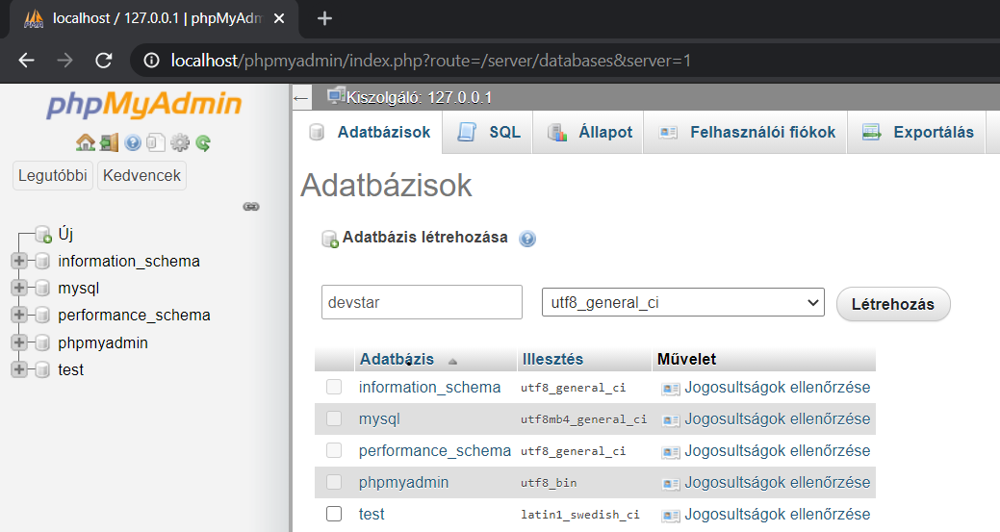 localhost / 127.0.0.1 | phpMyAdm
localhost/phpmyadmin/index.php?route=/server/databases&server=1
phpMyAdmin
Legutóbbi Kedvencek
Új
information_schema
mysql
performance_schema
phpmyadmin
test
Kiszolgáló: 127.0.0.1
Adatbázisok SQL Állapot Felhasználói fiókok Exportálás
Adatbázisok
Adatbázis létrehozása
devstar utf8_general_ci Létrehozás
Adatbázis Illesztés Művelet
information_schema utf8_general_ci Jogosultságok ellenőrzése
mysql utf8mb4_general_ci Jogosultságok ellenőrzése
performance_schema utf8_general_ci Jogosultságok ellenőrzése
phpmyadmin utf8_bin Jogosultságok ellenőrzése
test latin1_swedish_ci Jogosultságok ellenőrzése